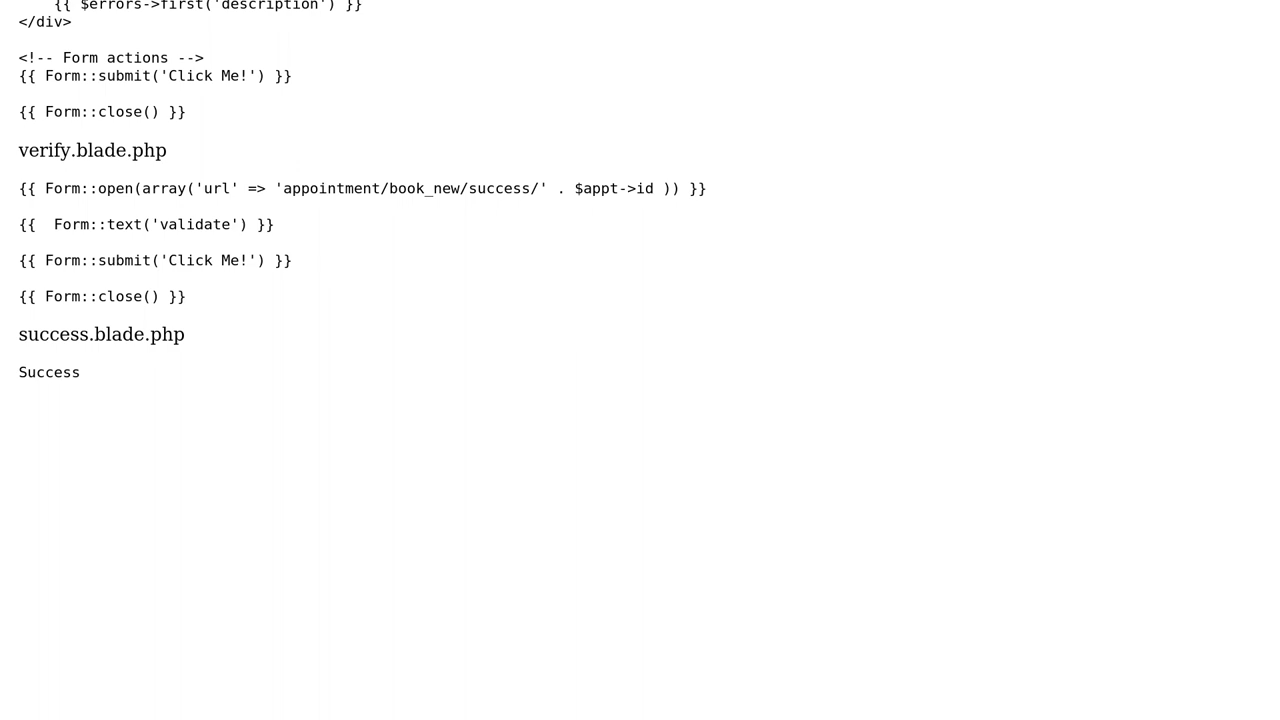 {{ $errors->first('description') }}
</div>
<!-- Form actions -->
{{ Form::submit('Click Me!') }}
{{ Form::close() }}
verify.blade.php
{{ Form::open(array('url' => 'appointment/book_new/success/' . $appt->id )) }}
{{  Form::text('validate') }}
{{ Form::submit('Click Me!') }}
{{ Form::close() }}
success.blade.php
Success